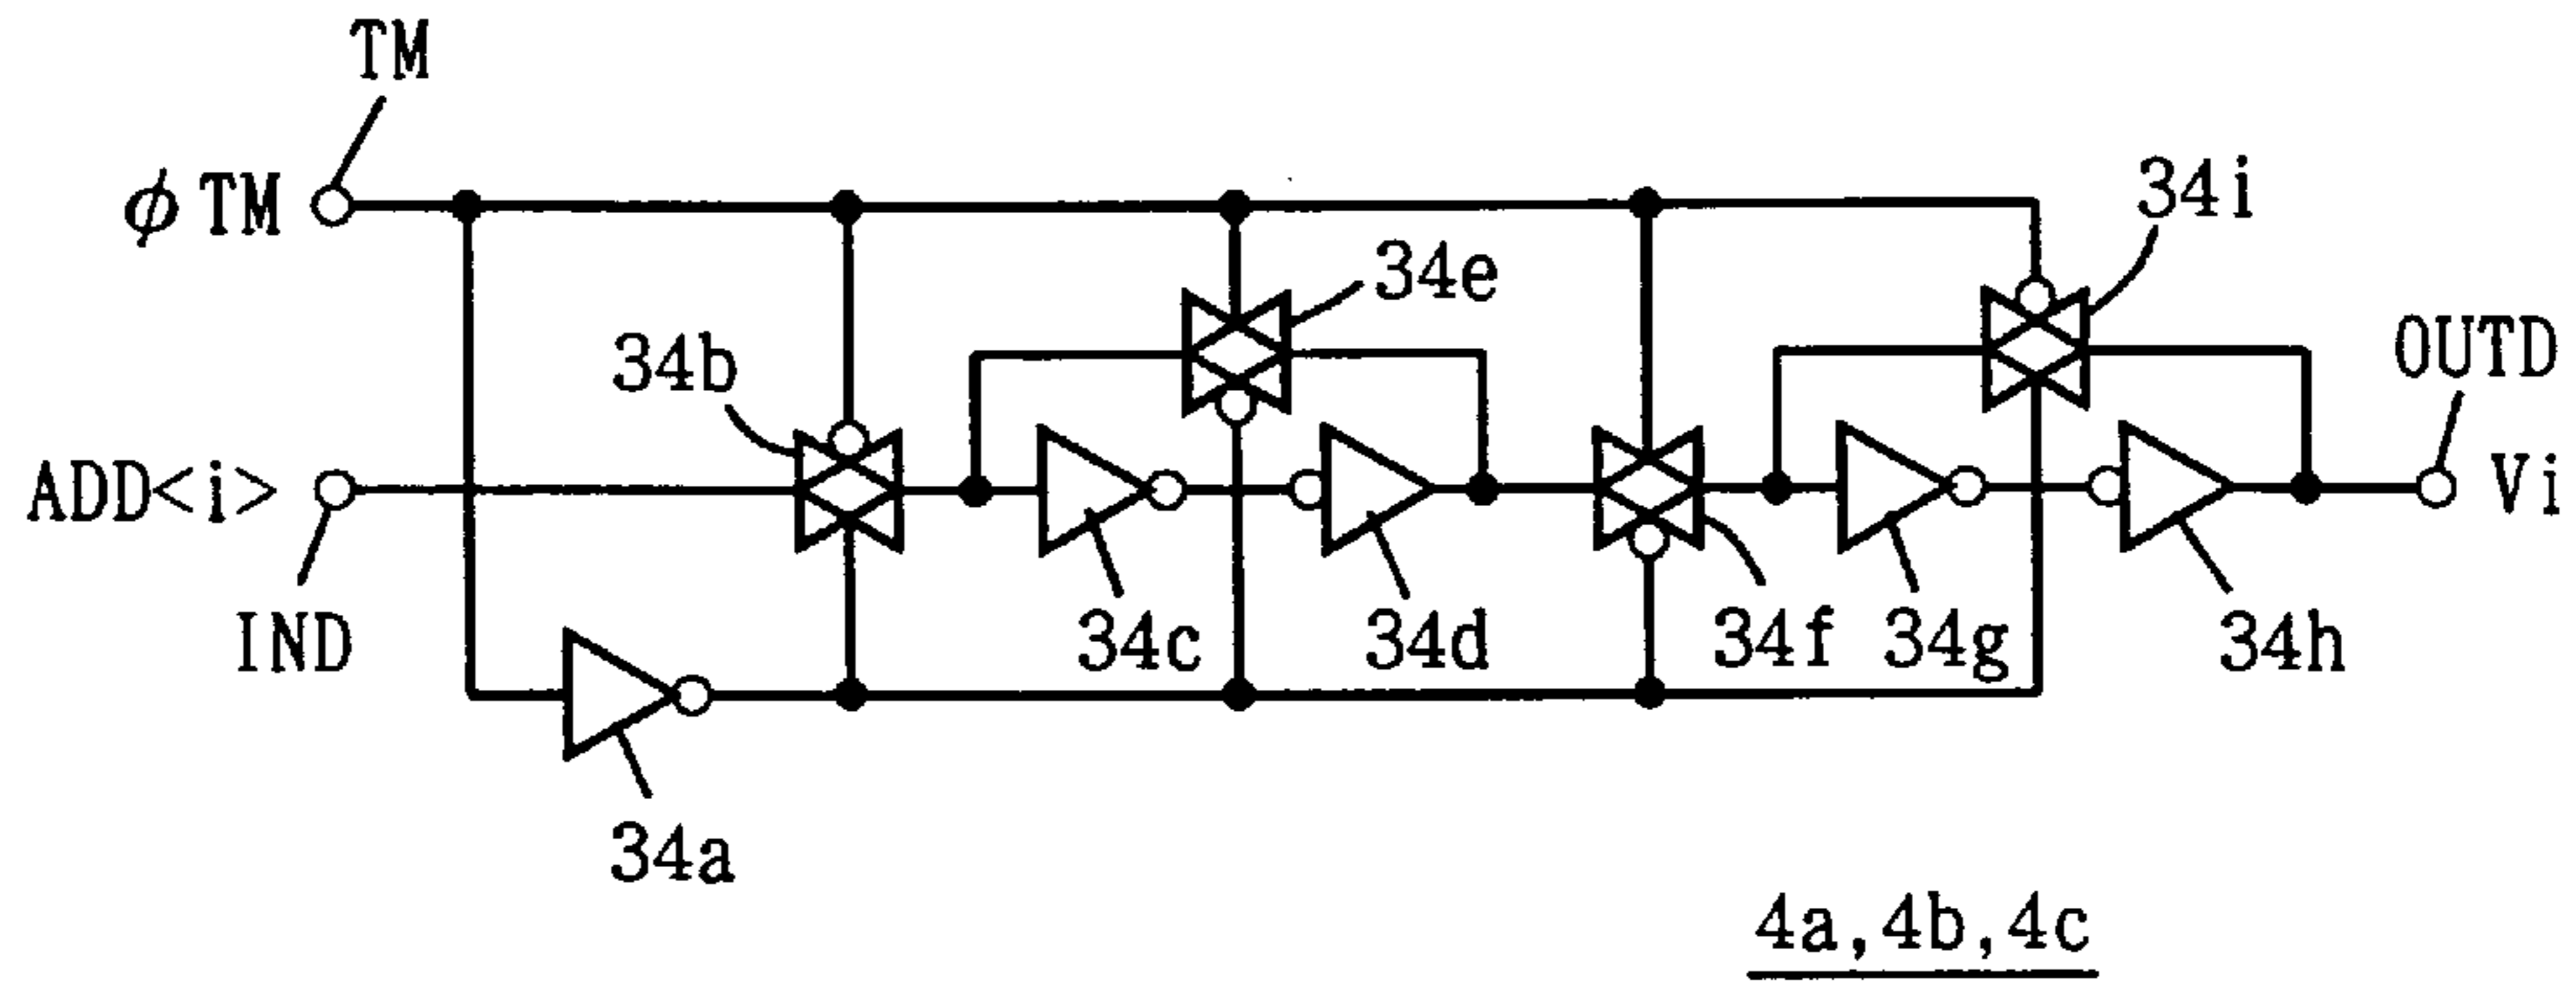 TM
φTM
34i
34e
OUTD
34b
ADD<i>
Vi
IND
34c
34d
34f
34g
34h
34a
4a,4b,4c